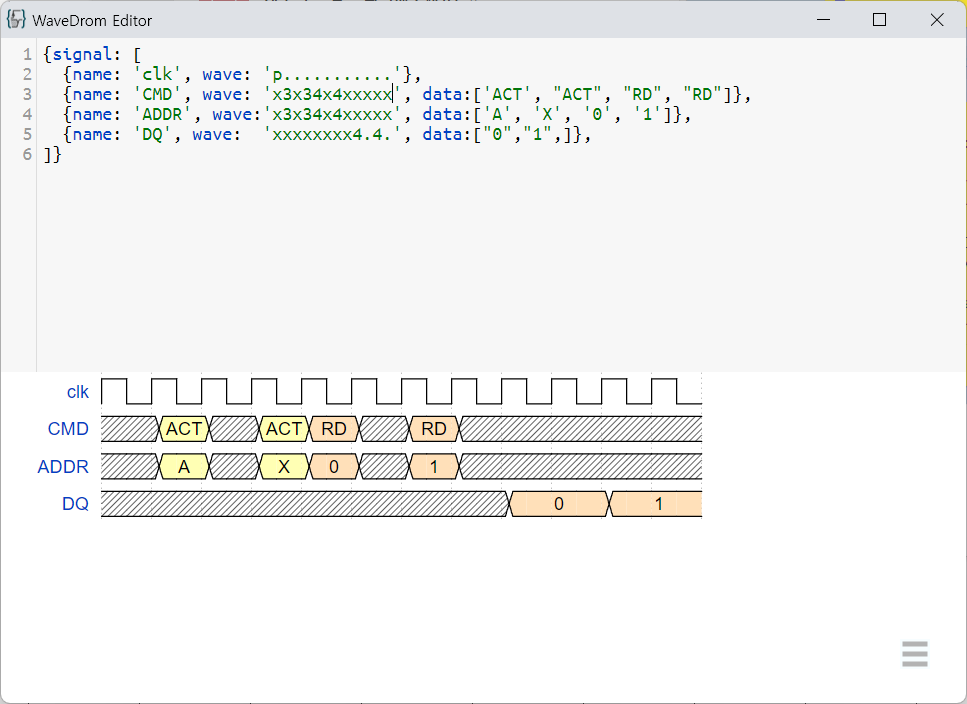 WaveDrom Editor
1 {signal: [
2 {name: 'clk', wave: 'p...........'},
3 {name: 'CMD', wave: 'x3x34x4xxxxx', data:['ACT', "ACT", "RD", "RD"]},
4 {name: 'ADDR', wave:'x3x34x4xxxxx', data:['A', 'X', '0', '1']},
5 {name: 'DQ', wave: 'xxxxxxxx4.4.', data:["0","1",]},
6 ]}
clk
CMD ACT ACT RD RD
ADDR A X 0 1
DQ 0 1